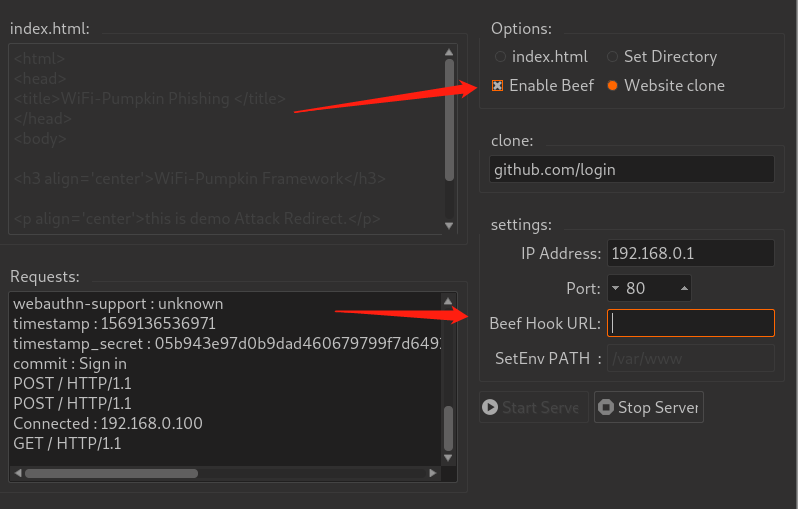 index.html:
<html>
<head>
<title>WiFi-Pumpkin Phishing </title>
</head>
<body>
<h3 align='center'>WiFi-Pumpkin Framework</h3>
<p align='center'>this is demo Attack Redirect.</p>
Requests:
webauthn-support : unknown
timestamp : 1569136536971
timestamp_secret : 05b943e97d0b9dad460679799f7d649
commit : Sign in
POST / HTTP/1.1
POST / HTTP/1.1
Connected : 192.168.0.100
GET / HTTP/1.1
Options:
index.html Set Directory
Enable Beef Website clone
clone:
github.com/login
settings:
IP Address: 192.168.0.1
Port: 80
Beef Hook URL:
SetEnv PATH : /var/www
Start Serve Stop Server